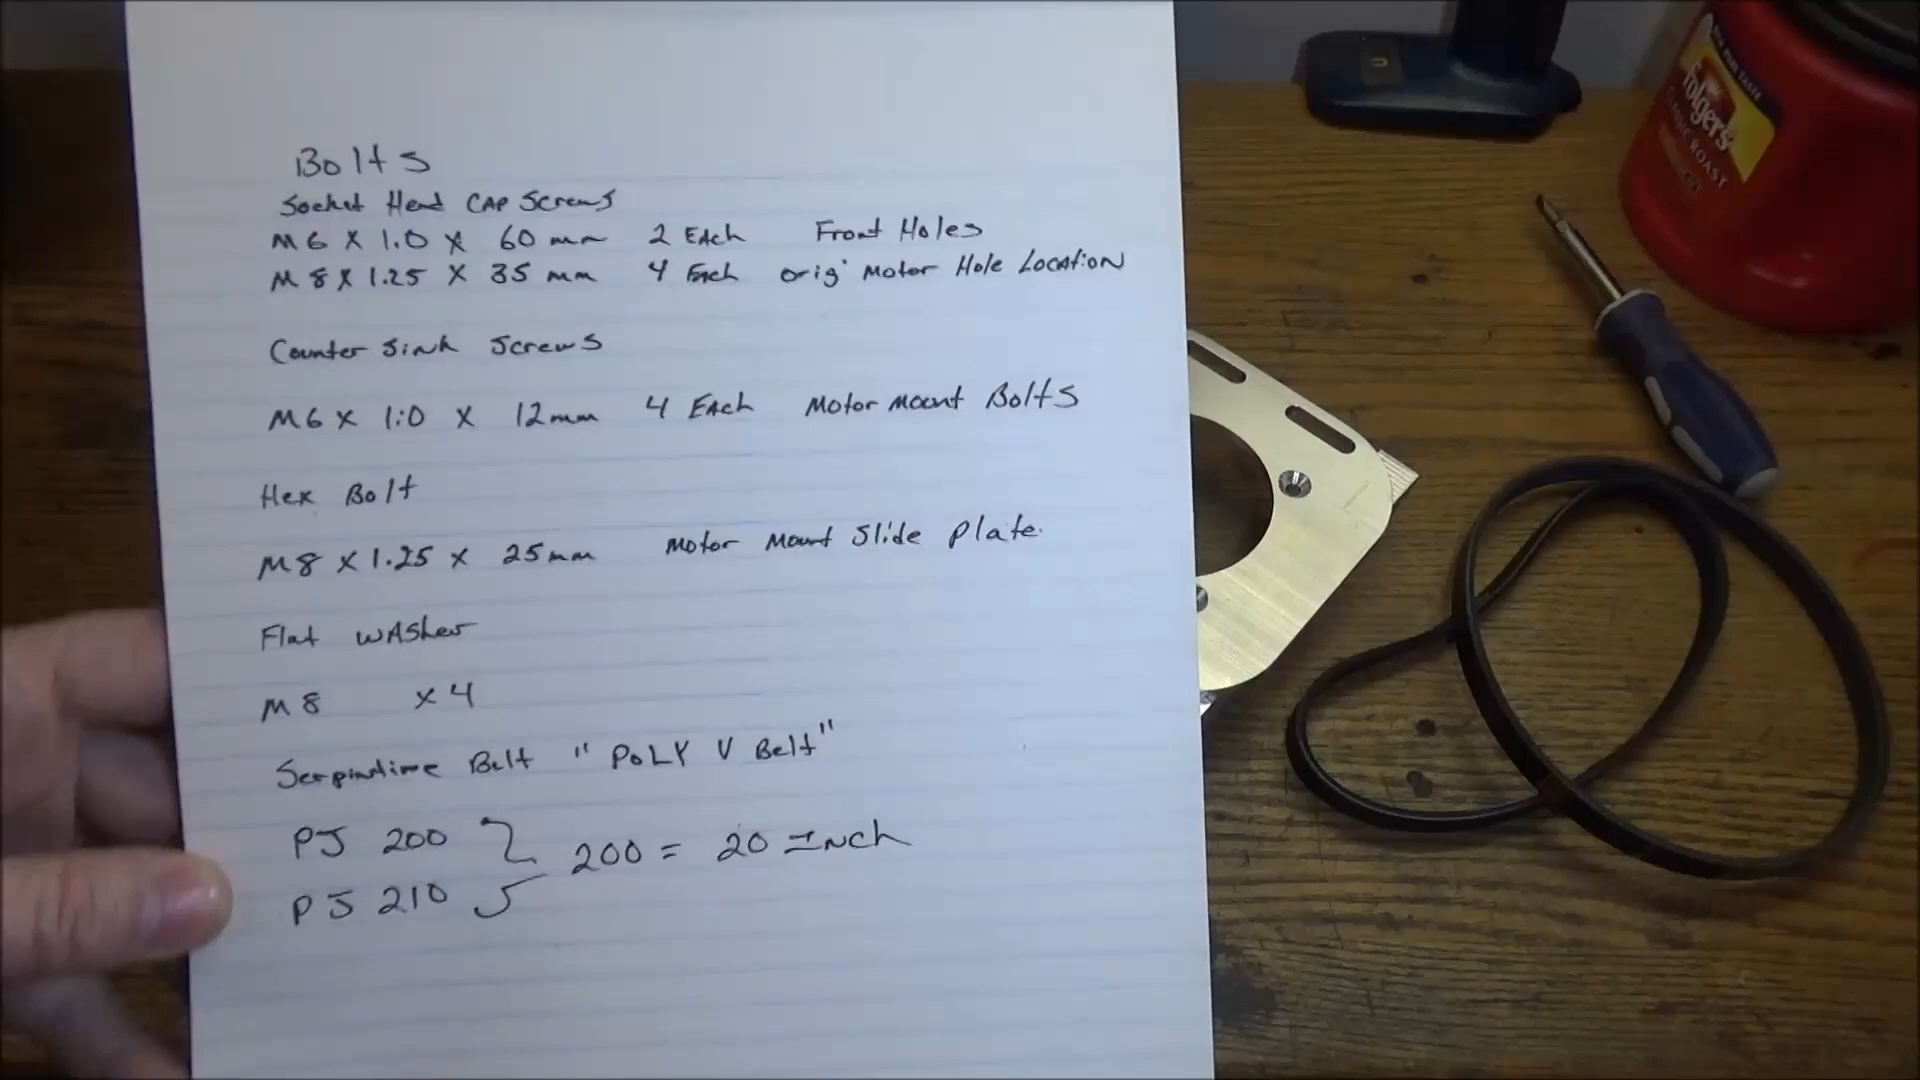 Bolts
Socket Head CAP Screws
M6 X 1.0 X 60 mm 2 EAch Front Holes
M8 X 1.25 X 35 mm 4 Each orig' Motor Hole Location
Counter Sink Screws
M6 X 1.0 X 12mm 4 EAch Motor Mount Bolts
Hex Bolt
M8 X 1.25 X 25mm Motor Mount Slide Plate
Flat WAsher
M8 X4
Serpintine Belt "POLY V Belt"
PJ 200
200 = 20 Inch
PJ 210
Folgers
CLASSIC ROAST